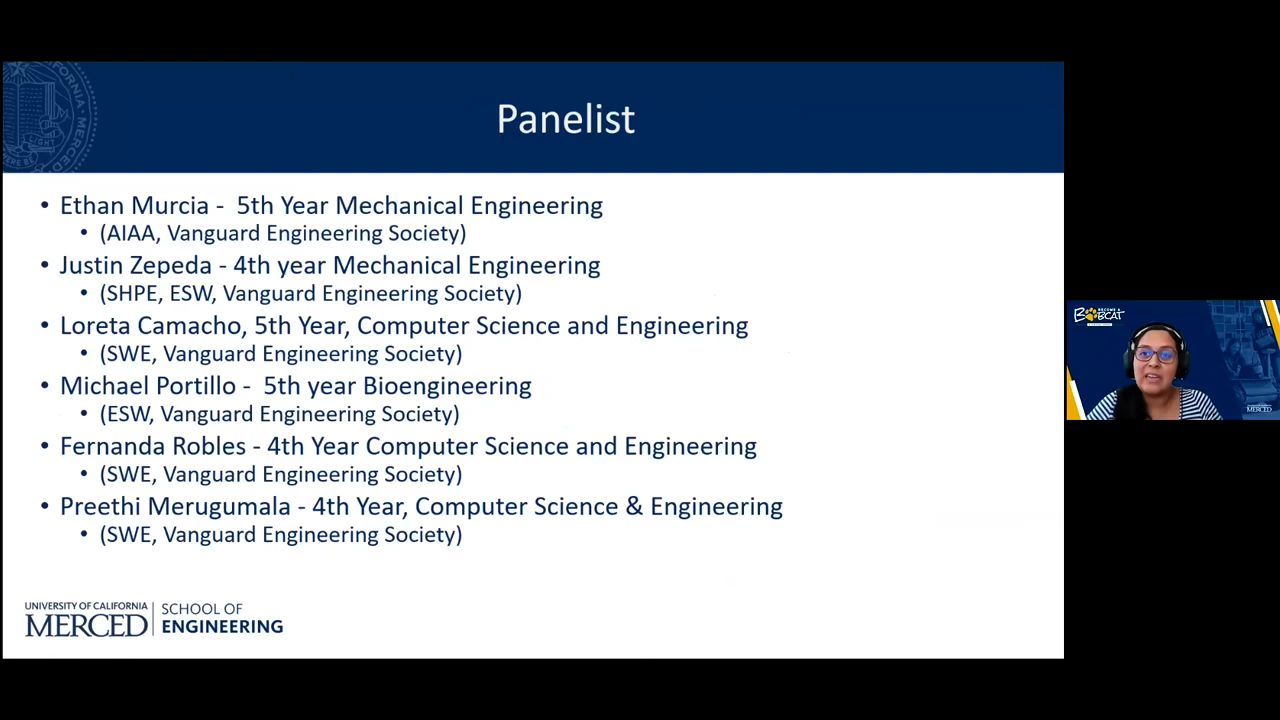 Panelist
• Ethan Murcia - 5th Year Mechanical Engineering
• (AIAA, Vanguard Engineering Society)
• Justin Zepeda - 4th year Mechanical Engineering
• (SHPE, ESW, Vanguard Engineering Society)
• Loreta Camacho, 5th Year, Computer Science and Engineering
• (SWE, Vanguard Engineering Society)
• Michael Portillo - 5th year Bioengineering
• (ESW, Vanguard Engineering Society)
• Fernanda Robles - 4th Year Computer Science and Engineering
• (SWE, Vanguard Engineering Society)
• Preethi Merugumala - 4th Year, Computer Science & Engineering
• (SWE, Vanguard Engineering Society)
UNIVERSITY OF CALIFORNIA
MERCED
SCHOOL OF
ENGINEERING
BECOME A
BOBCAT
MERCED